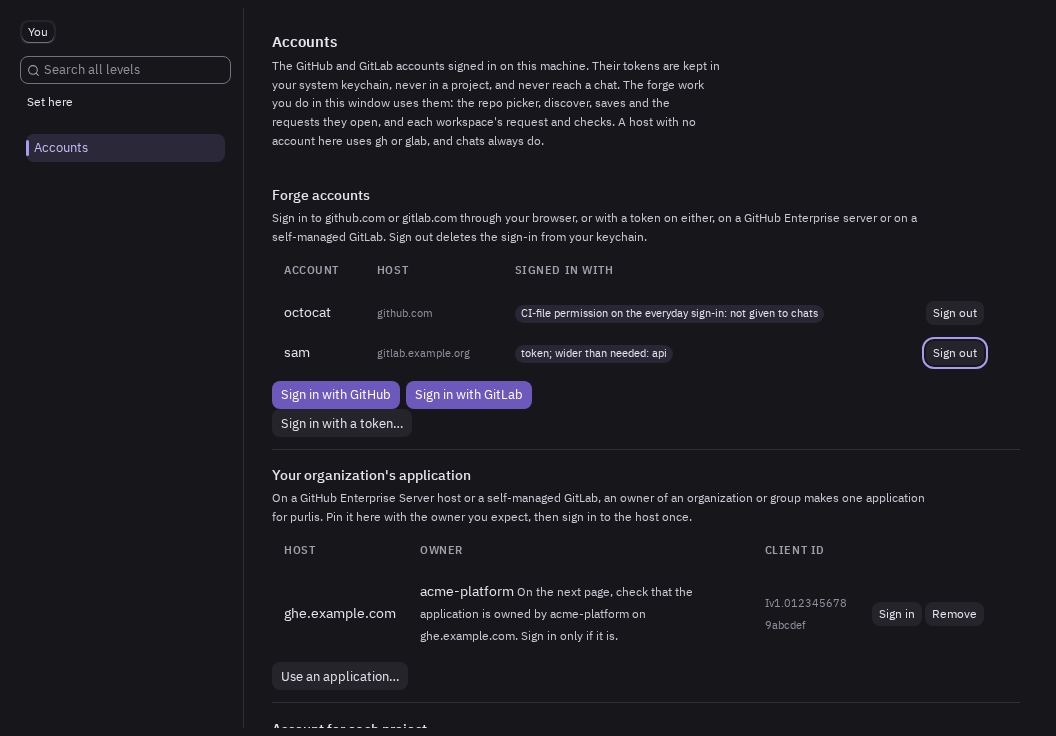 You
Search all levels
Set here
Accounts
Accounts
The GitHub and GitLab accounts signed in on this machine. Their tokens are kept in
your system keychain, never in a project, and never reach a chat. The forge work
you do in this window uses them: the repo picker, discover, saves and the
requests they open, and each workspace's request and checks. A host with no
account here uses gh or glab, and chats always do.
Forge accounts
Sign in to github.com or gitlab.com through your browser, or with a token on either, on a GitHub Enterprise server or on a
self-managed GitLab. Sign out deletes the sign-in from your keychain.
ACCOUNT HOST SIGNED IN WITH
octocat github.com CI-file permission on the everyday sign-in: not given to chats Sign out
sam gitlab.example.org token; wider than needed: api Sign out
Sign in with GitHub Sign in with GitLab
Sign in with a token...
Your organization's application
On a GitHub Enterprise Server host or a self-managed GitLab, an owner of an organization or group makes one application
for purlis. Pin it here with the owner you expect, then sign in to the host once.
HOST OWNER CLIENT ID
acme-platform On the next page, check that the
application is owned by acme-platform on
ghe.example.com. Sign in only if it is.
ghe.example.com
Iv1.012345678
9abcdef
Sign in Remove
Use an application...
Account for each project